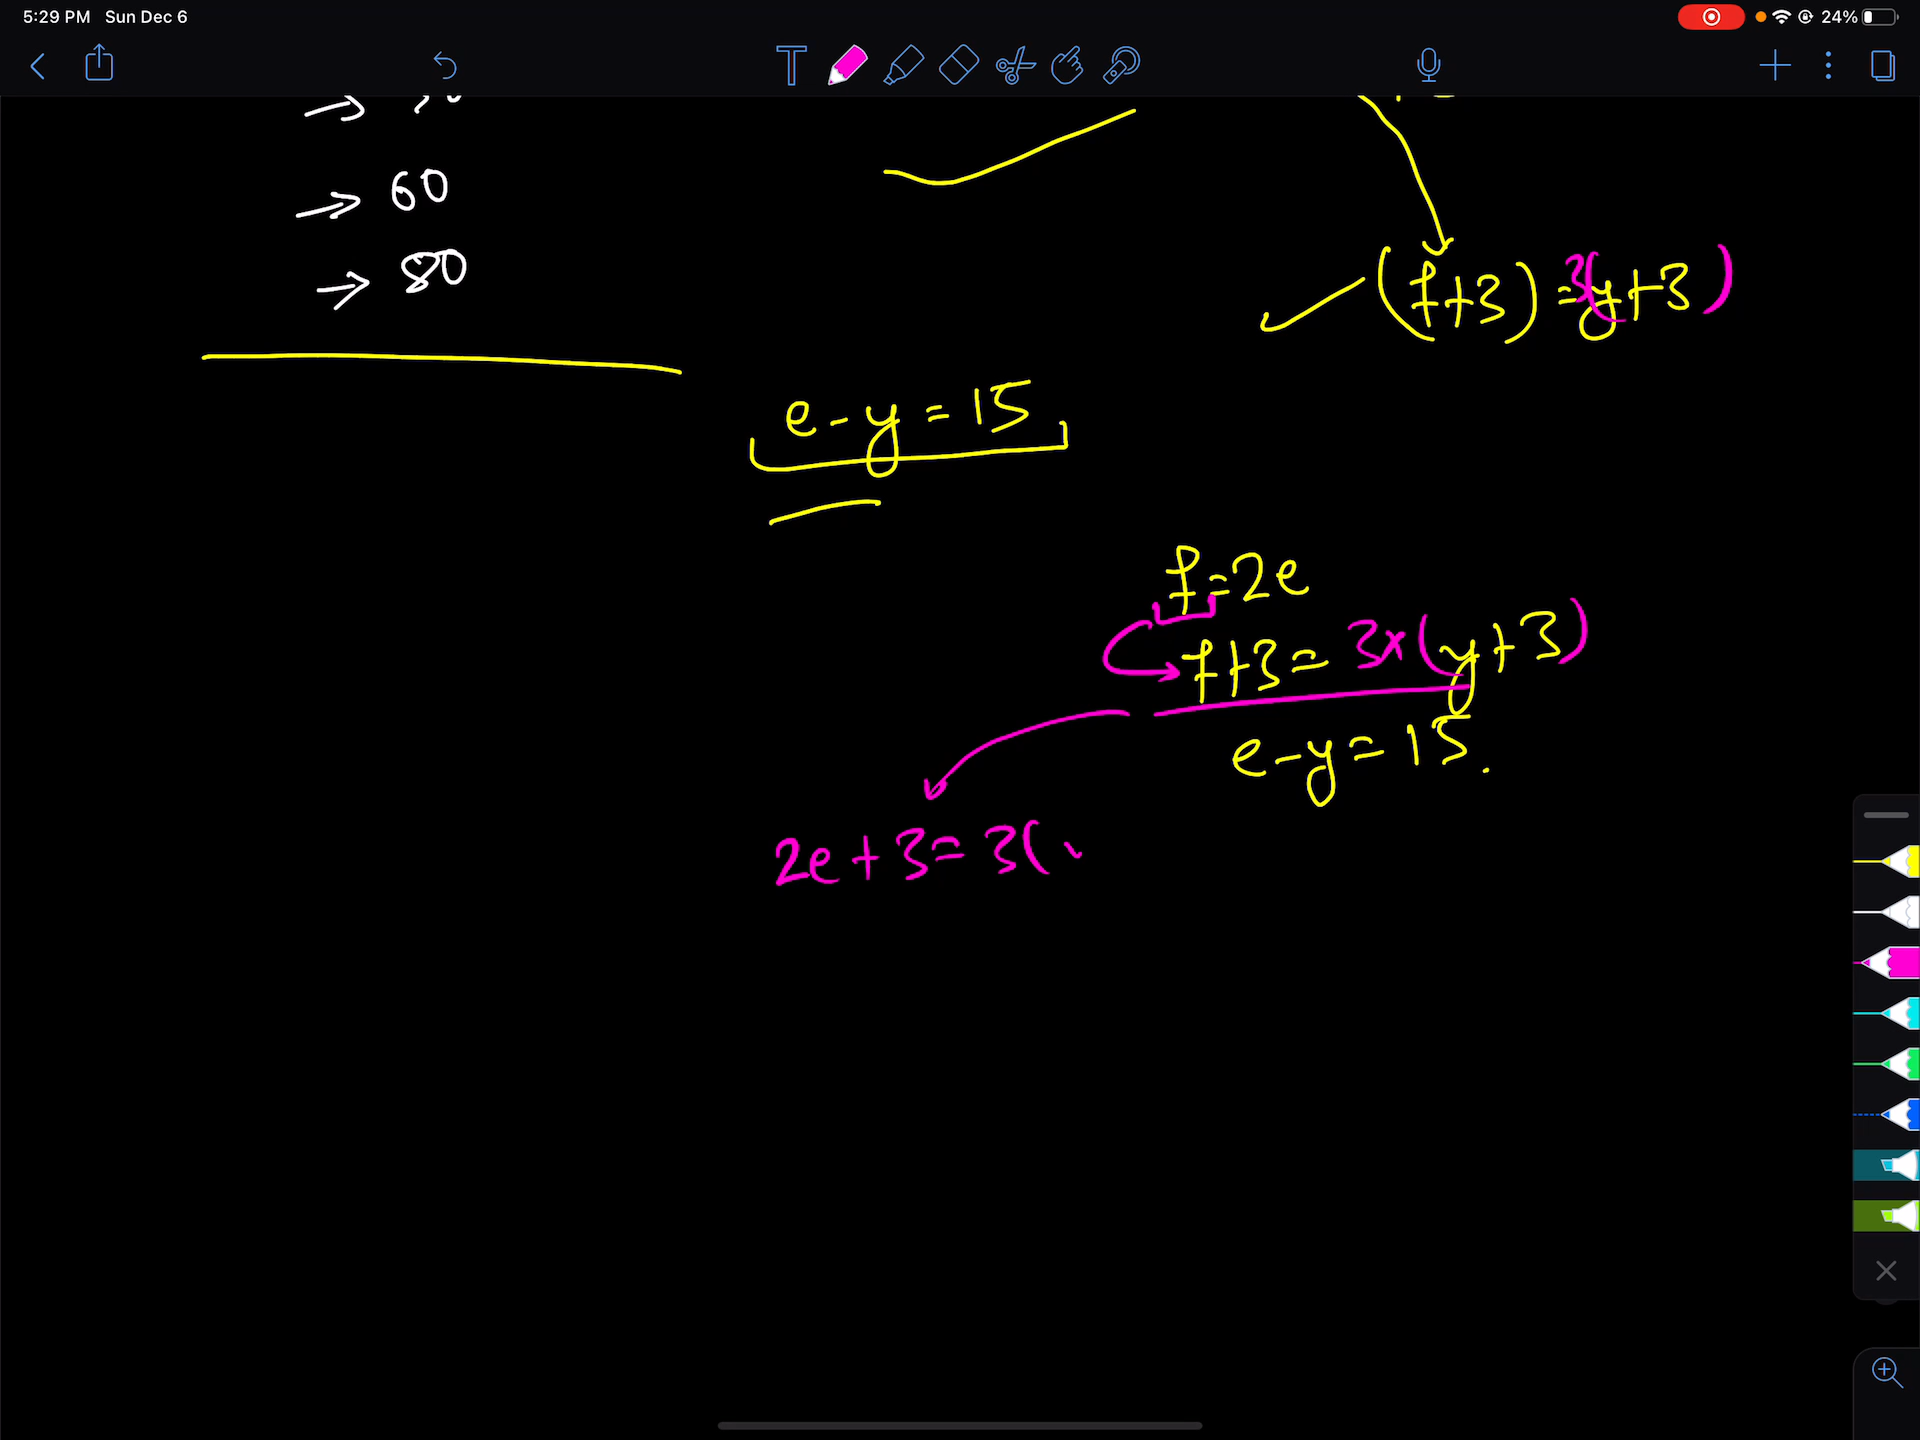 5:29 PM Sun Dec 6
24%
T
→ 60
→ 80
(f+3) = 3(y+3)
e-y=15
f=2e
f+3= 3x(y+3)
e-y=15.
2e+3=3(